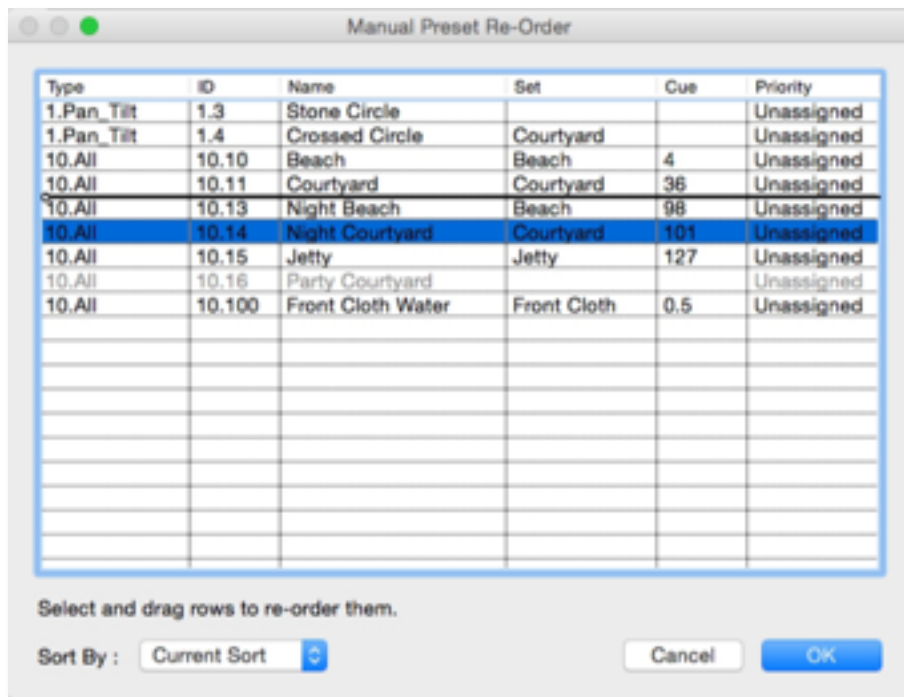 Manual Preset Re-Order
Type ID Name Set Cue Priority
1.Pan_Tilt 1.3 Stone Circle Unassigned
1.Pan_Tilt 1.4 Crossed Circle Courtyard Unassigned
10.All 10.10 Beach Beach 4 Unassigned
10.All 10.11 Courtyard Courtyard 36 Unassigned
10.All 10.13 Night Beach Beach 98 Unassigned
10.All 10.14 Night Courtyard Courtyard 101 Unassigned
10.All 10.15 Jetty Jetty 127 Unassigned
10.All 10.16 Party Courtyard Unassigned
10.All 10.100 Front Cloth Water Front Cloth 0.5 Unassigned
Select and drag rows to re-order them.
Sort By : Current Sort Cancel OK